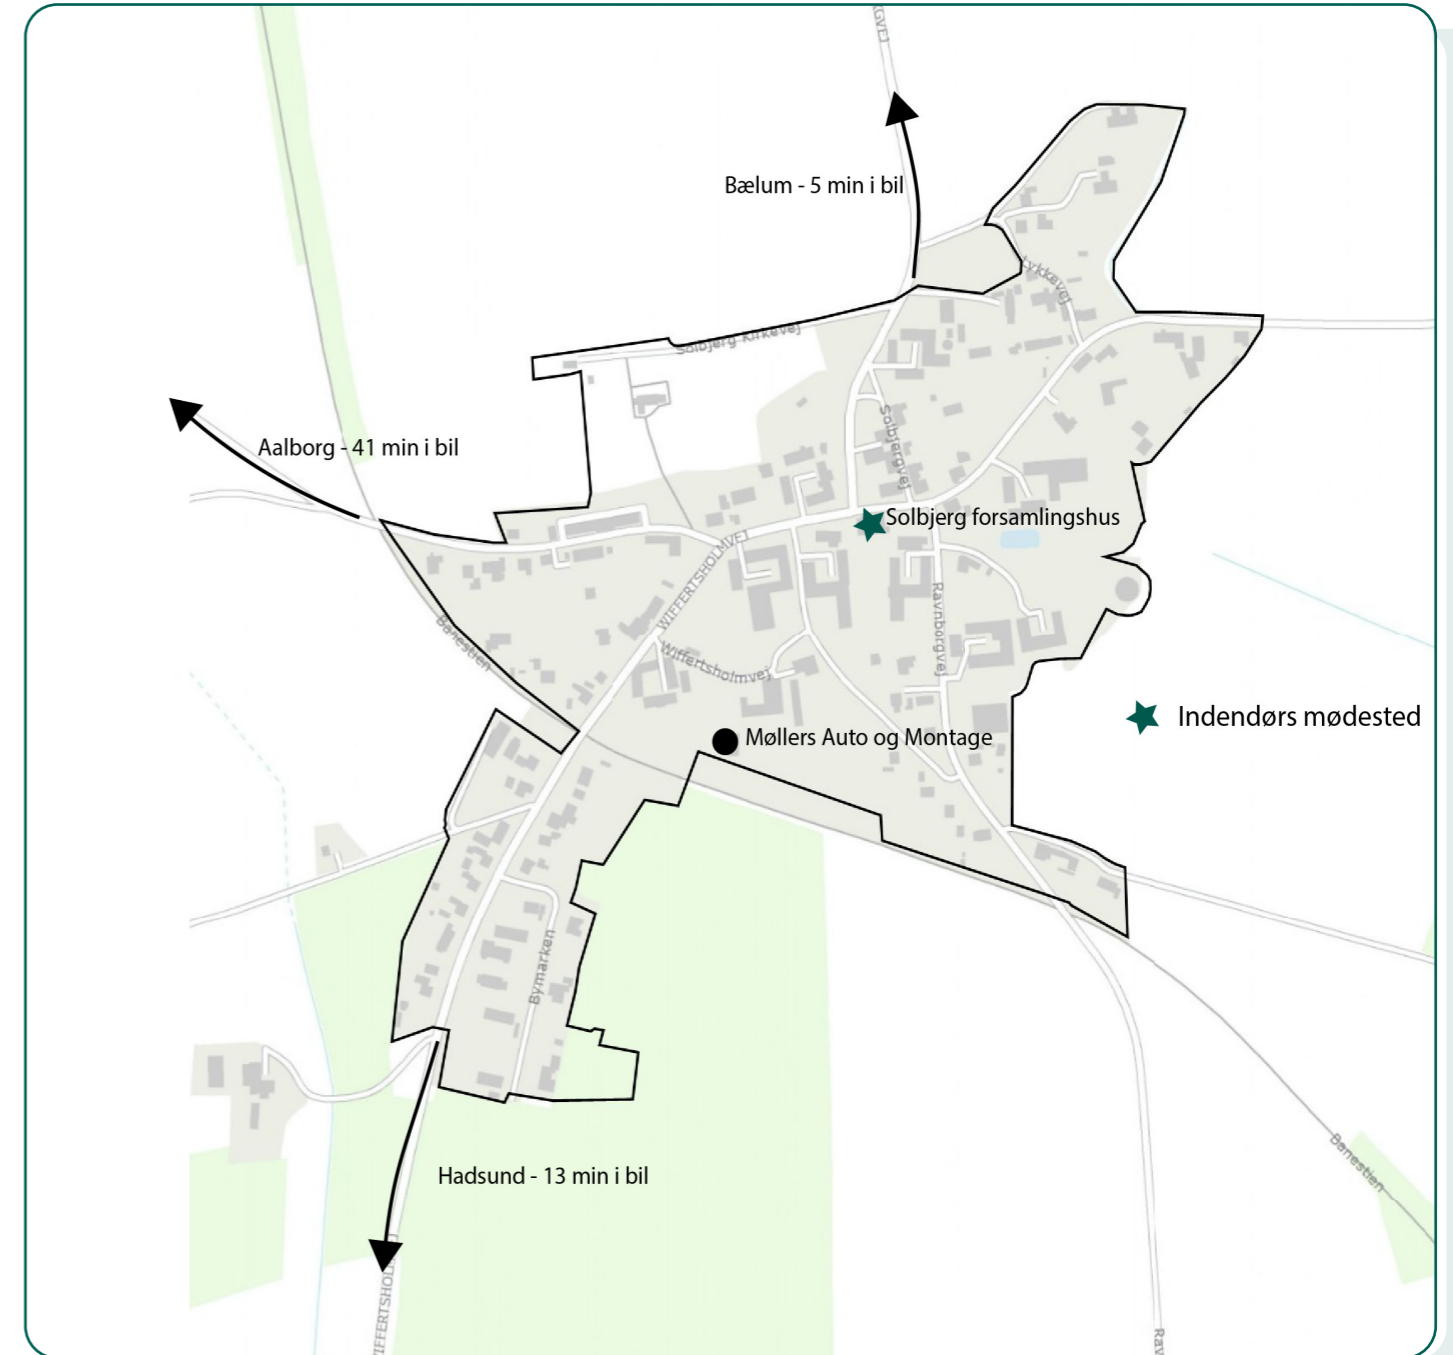 Bælum - 5 min i bil
Lykkevej
Solbjerg Kirkevej
Aalborg - 41 min i bil
Solbjergvej
Solbjerg forsamlingshus
WIFFERTSHOLMVEJ
Banestien
Ravnborgvej
Wiffertsholmvej
Indendørs mødested
Møllers Auto og Montage
Bymarken
Hadsund - 13 min i bil
Banestien